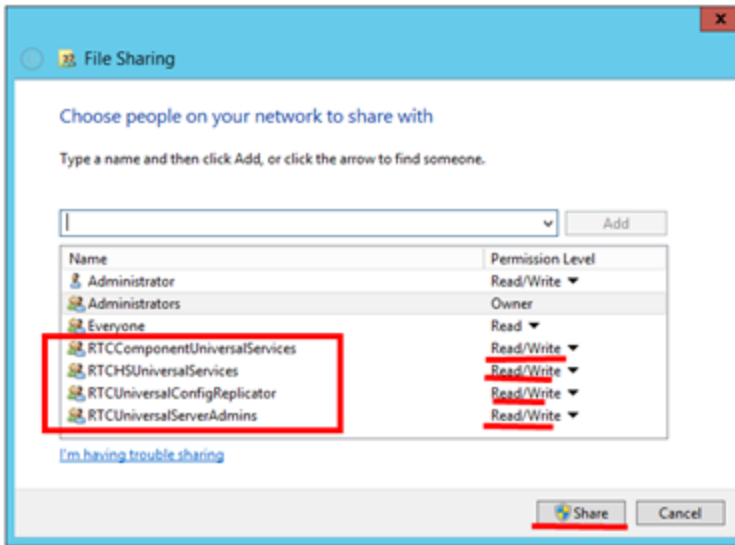 x
File Sharing
Choose people on your network to share with
Type a name and then click Add, or click the arrow to find someone.
Add
Name Permission Level
Administrator Read/Write
Administrators Owner
Everyone Read
RTCComponentUniversalServices Read/Write
RTCHSUniversalServices Read/Write
RTCUniversalConfigReplicator Read/Write
RTCUniversalServerAdmins Read/Write
I'm having trouble sharing
Share Cancel